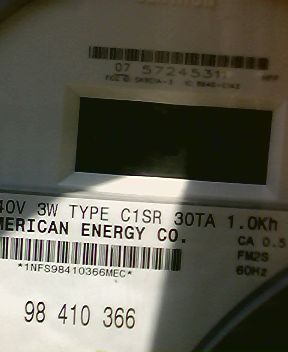 07 57245311
40V 3W TYPE C1SR 30TA 1.0Kh
MERICAN ENERGY CO.
CA 0.5
*1NFS98410366MEC*
FM2S
60Hz
98 410 366